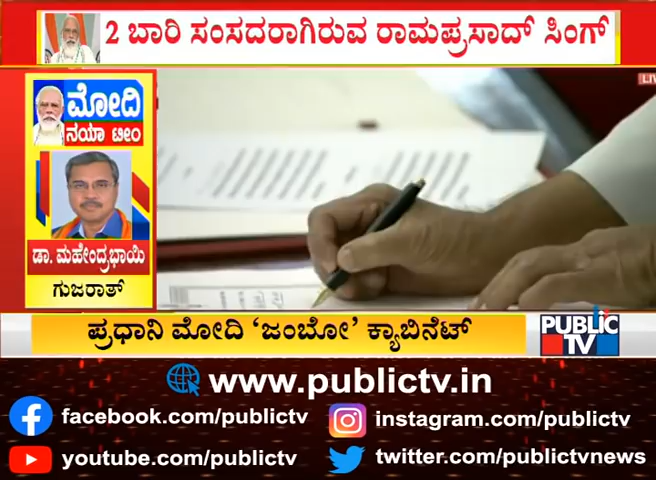 2 ಬಾರಿ ಸಂಸದರಾಗಿರುವ ರಾಮಪ್ರಸಾದ್ ಸಿಂಗ್
LIV
ಮೋದಿ
ನಯಾ ಟೀಂ
ಡಾ. ಮಹೇಂದ್ರಭಾಯಿ
ಗುಜರಾತ್
ಪ್ರಧಾನಿ ಮೋದಿ ‘ಜಂಬೋ’ ಕ್ಯಾಬಿನೆಟ್
PUBLIC
TV
www.publictv.in
facebook.com/publictv
instagram.com/publictv
youtube.com/publictv
twitter.com/publictvnews